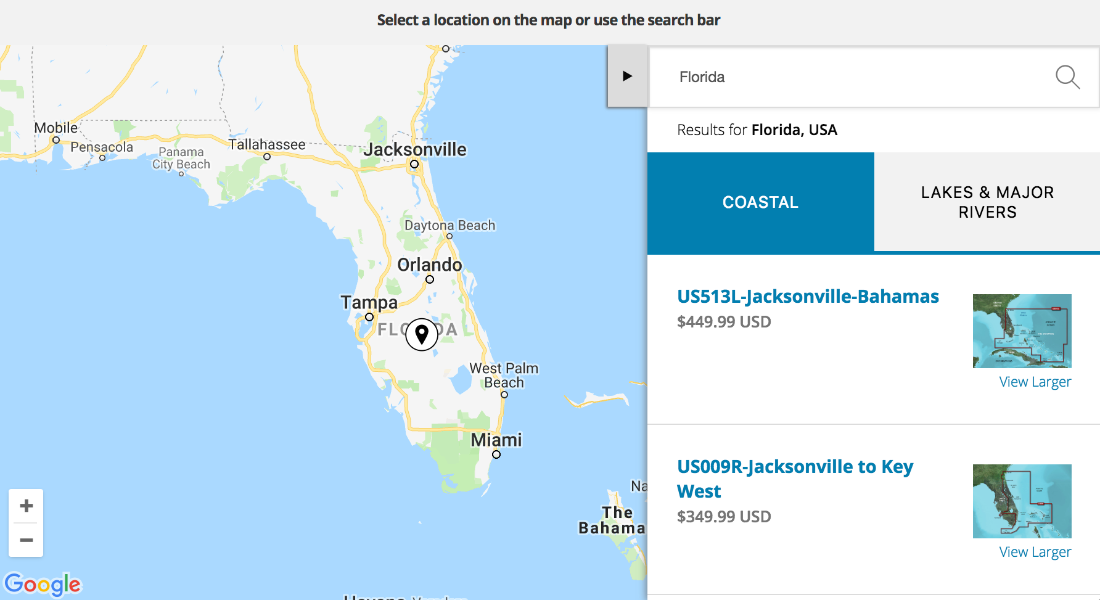 Select a location on the map or use the search bar
Florida
Results for Florida, USA
COASTAL
LAKES & MAJOR
RIVERS
US513L-Jacksonville-Bahamas
$449.99 USD
View Larger
US009R-Jacksonville to Key
West
$349.99 USD
View Larger
Mobile
Pensacola
Panama
City Beach
Tallahassee
Jacksonville
Daytona Beach
Orlando
Tampa
West Palm
Beach
Miami
Na
The
Bahama
+
−
Google